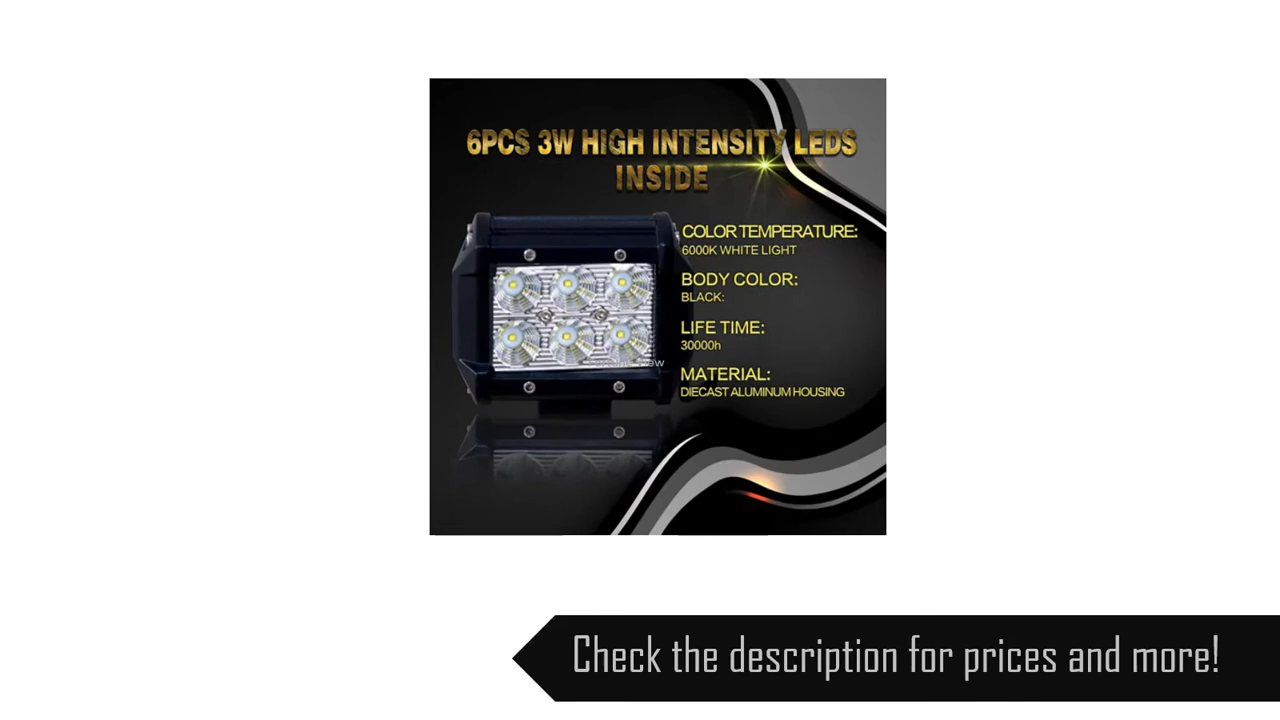 6PCS 3W HIGH INTENSITY LEDS
INSIDE
COLOR TEMPERATURE:
6000K WHITE LIGHT
BODY COLOR:
BLACK:
LIFE TIME:
30000h
MATERIAL:
DIECAST ALUMINUM HOUSING
Check the description for prices and more!